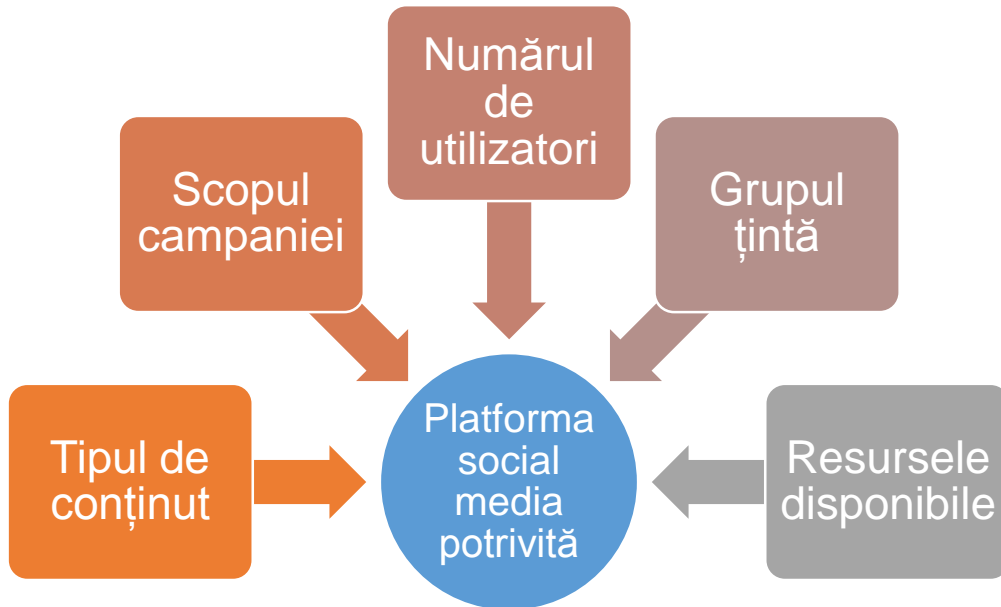 Numărul
de
utilizatori
Scopul
campaniei
Grupul
țintă
Tipul de
conținut
Platforma
social
media
potrivită
Resursele
disponibile